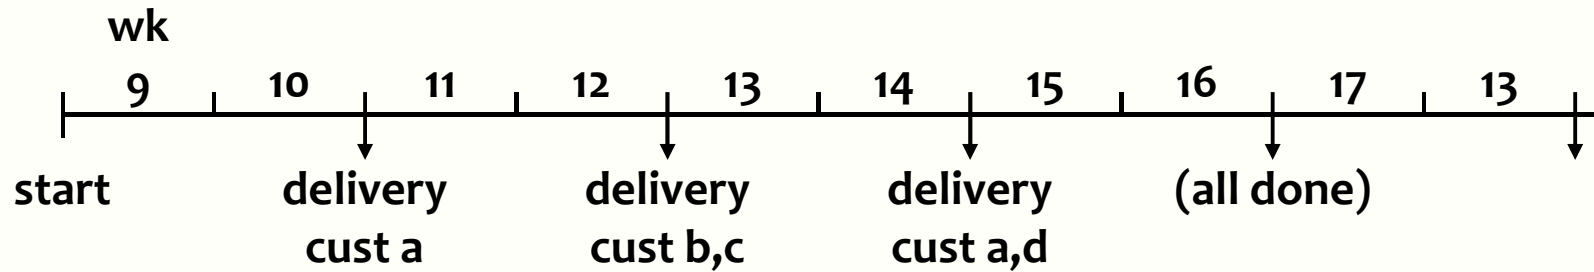 wk
9 10 11 12 13 14 15 16 17 13
start delivery delivery delivery (all done)
cust a cust b,c cust a,d